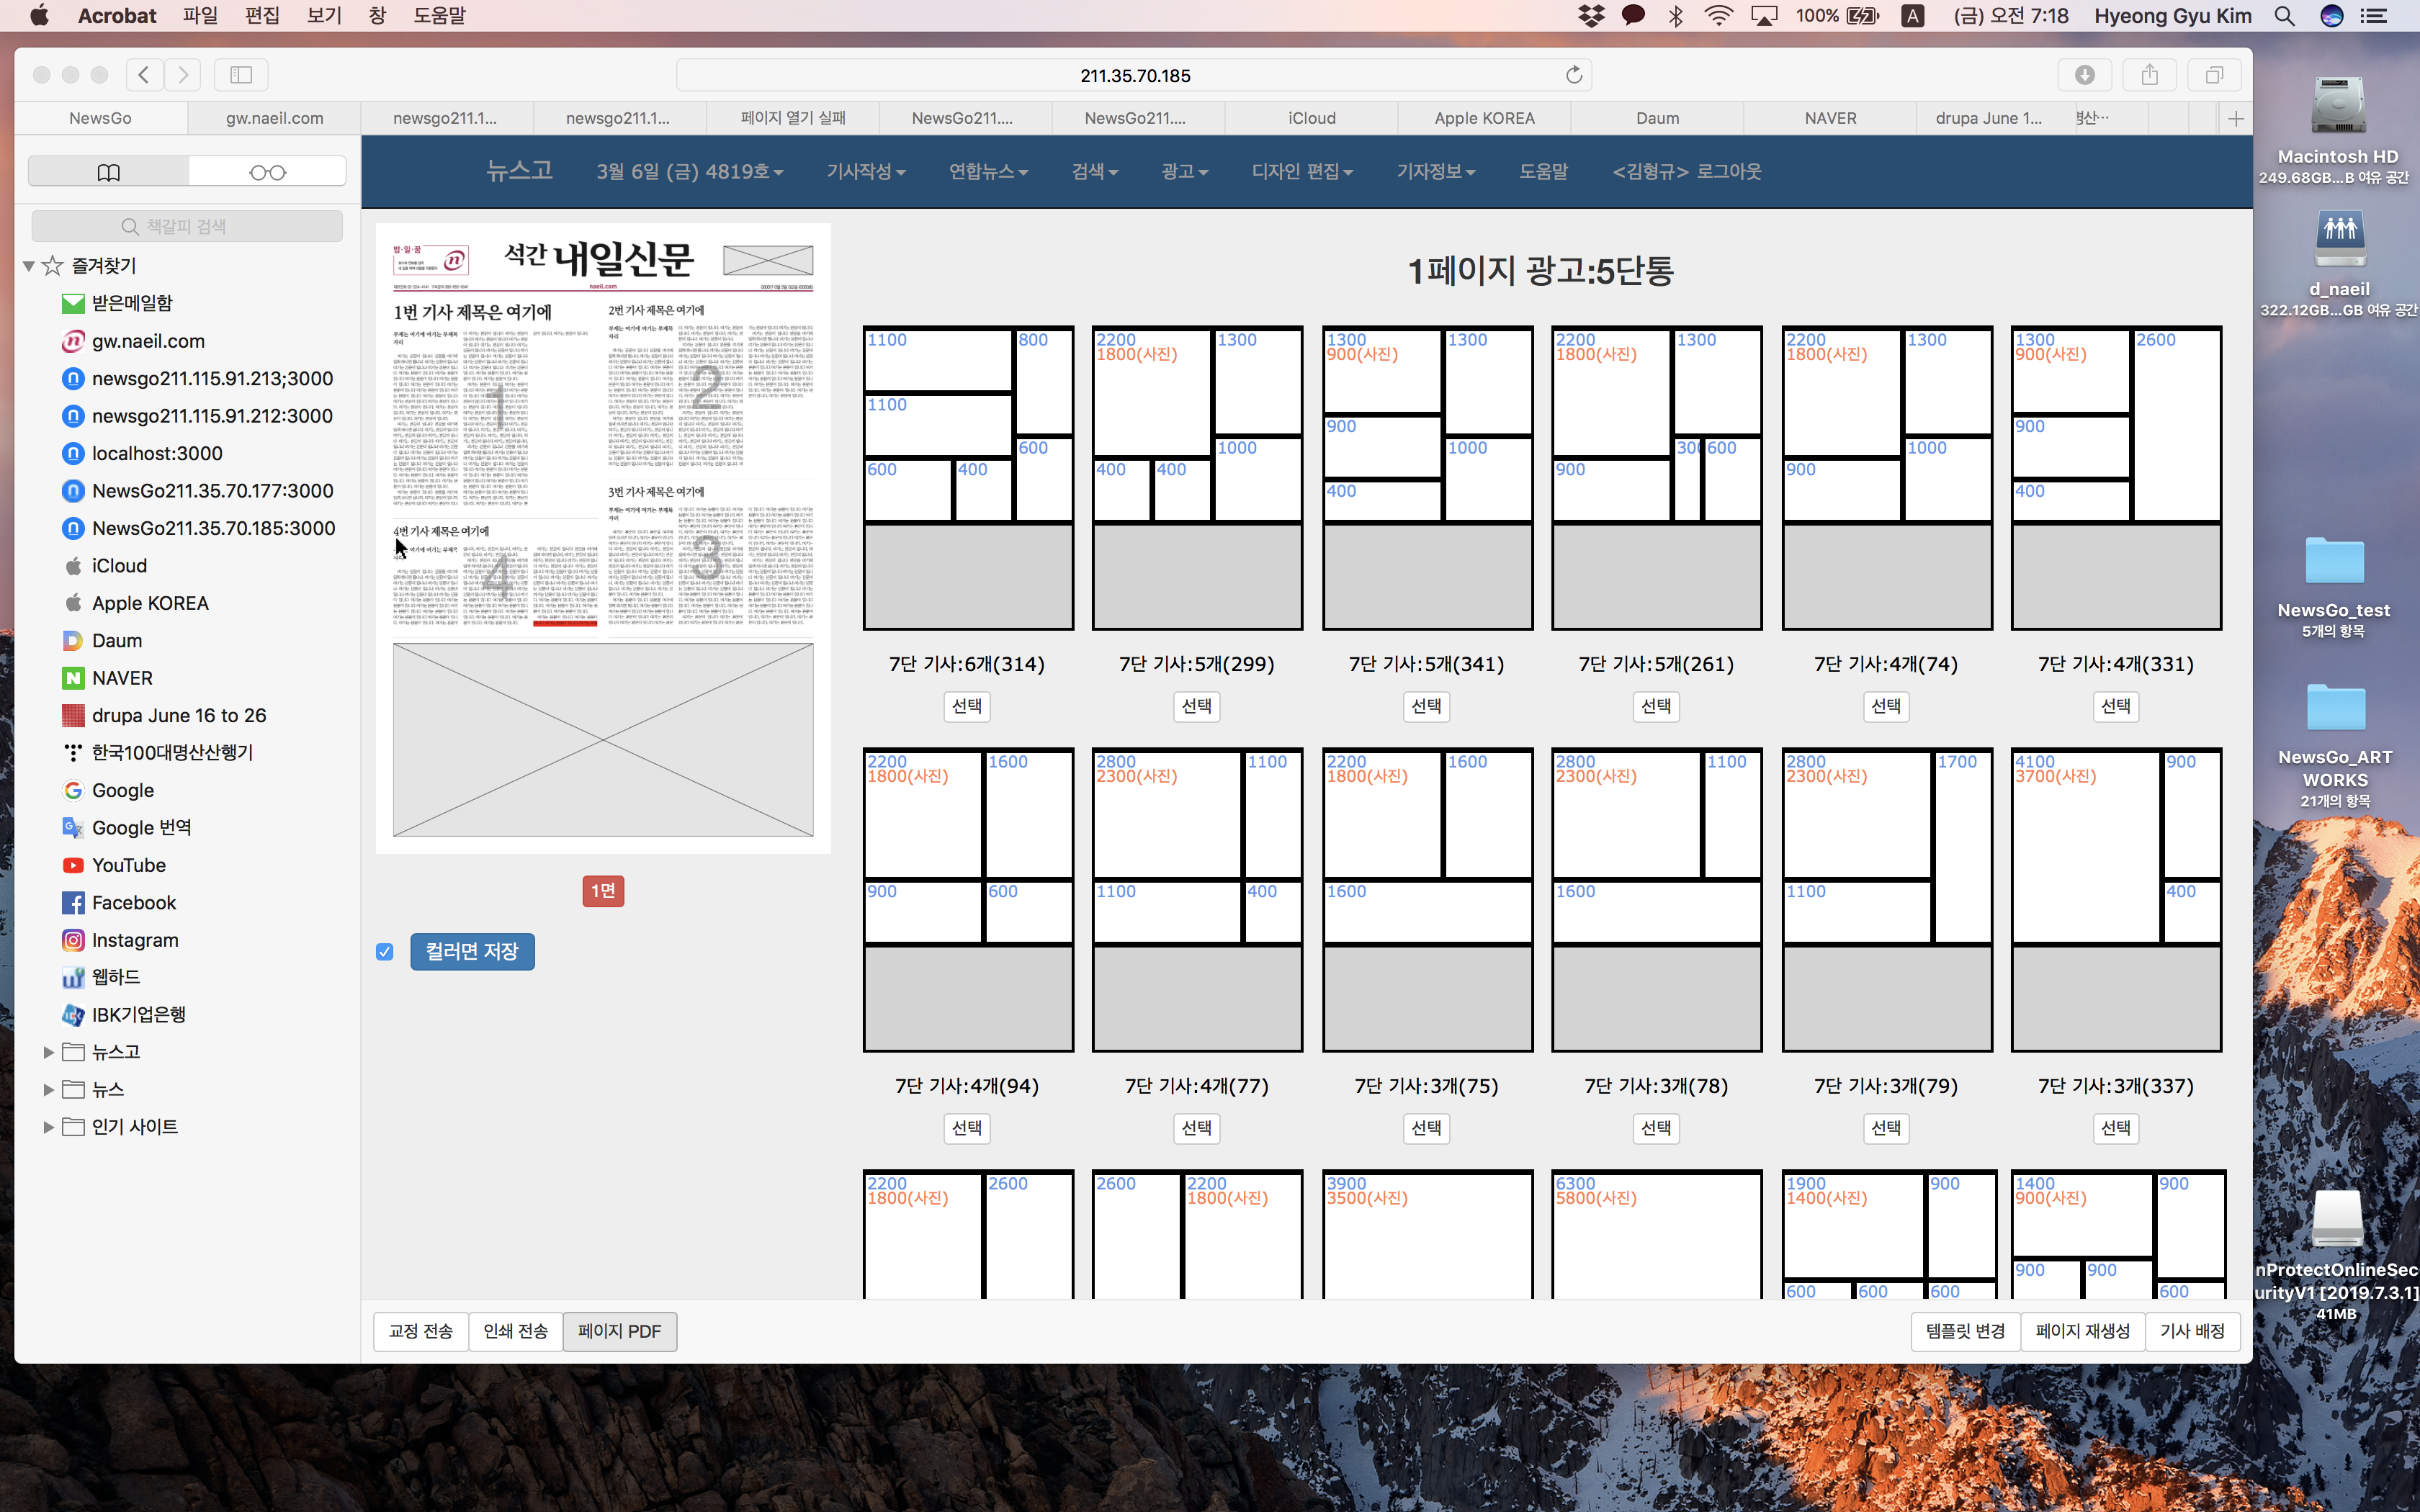 Acrobat 파일 편집 보기 창 도움말
100% A (금) 오전 7:18 Hyeong Gyu Kim
211.35.70.185
NewsGo gw.naeil.com newsgo211.1... newsgo211.1... 페이지 열기 실패 NewsGo211.... NewsGo211.... iCloud Apple KOREA Daum NAVER drupa June 1...
책갈피 검색
즐겨찾기
받은메일함
gw.naeil.com
newsgo211.115.91.213;3000
newsgo211.115.91.212:3000
localhost:3000
NewsGo211.35.70.177:3000
NewsGo211.35.70.185:3000
iCloud
Apple KOREA
Daum
NAVER
drupa June 16 to 26
한국100대명산산행기
Google
Google 번역
YouTube
Facebook
Instagram
웹하드
IBK기업은행
뉴스고
뉴스
인기 사이트
뉴스고 3월 6일 (금) 4819호 기사작성 연합뉴스 검색 광고 디자인 편집 기자정보 도움말 <김형규> 로그아웃
밥·일·꿈
석간 내일신문
naeil.com
1번 기사 제목은 여기에
2번 기사 제목은 여기에
3번 기사 제목은 여기에
4번 기사 제목은 여기에
1
2
3
4
1면
컬러면 저장
1페이지 광고:5단통
1100 800
1100
600
600 400
2200 1300
1800(사진)
1000
400 400
1300 1300
900(사진)
900
1000
400
2200 1300
1800(사진)
300 600
900
2200 1300
1800(사진)
1000
900
1300 2600
900(사진)
900
400
7단 기사:6개(314) 7단 기사:5개(299) 7단 기사:5개(341) 7단 기사:5개(261) 7단 기사:4개(74) 7단 기사:4개(331)
선택 선택 선택 선택 선택 선택
2200 1600
1800(사진)
900 600
2800 1100
2300(사진)
1100 400
2200 1600
1800(사진)
1600
2800 1100
2300(사진)
1600
2800 1700
2300(사진)
1100
4100 900
3700(사진)
400
7단 기사:4개(94) 7단 기사:4개(77) 7단 기사:3개(75) 7단 기사:3개(78) 7단 기사:3개(79) 7단 기사:3개(337)
선택 선택 선택 선택 선택 선택
2200 2600
1800(사진)
2600 2200
1800(사진)
3900
3500(사진)
6300
5800(사진)
1900 900
1400(사진)
600 600 600
1400 900
900(사진)
900 900
600
교정 전송 인쇄 전송 페이지 PDF
템플릿 변경 페이지 재생성 기사 배정
Macintosh HD
249.68GB...B 여유 공간
d_naeil
322.12GB...GB 여유 공간
NewsGo_test
5개의 항목
NewsGo_ART
WORKS
21개의 항목
nProtectOnlineSec
urityV1 [2019.7.3.1]
41MB